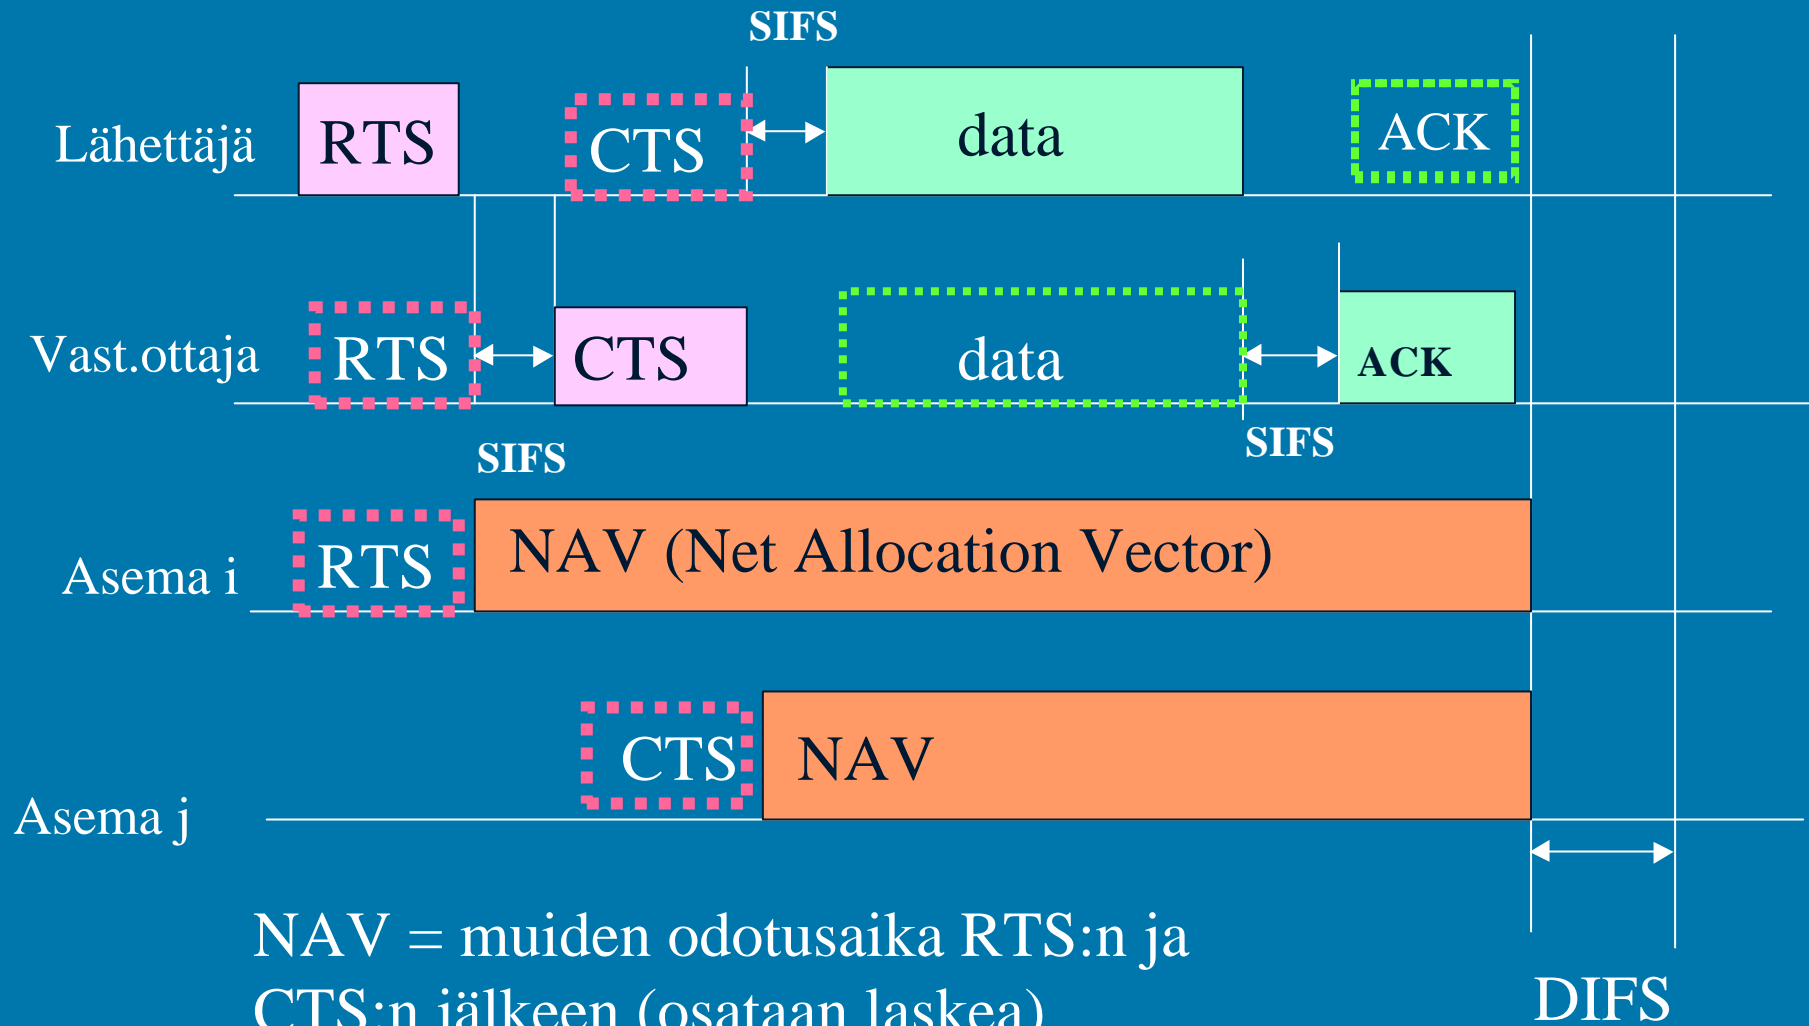 SIFS
Lähettäjä RTS CTS data ACK
Vast.ottaja RTS CTS data ACK
SIFS SIFS
Asema i RTS NAV (Net Allocation Vector)
CTS NAV
Asema j
NAV = muiden odotusaika RTS:n ja
CTS:n jälkeen (osataan laskea)
DIFS